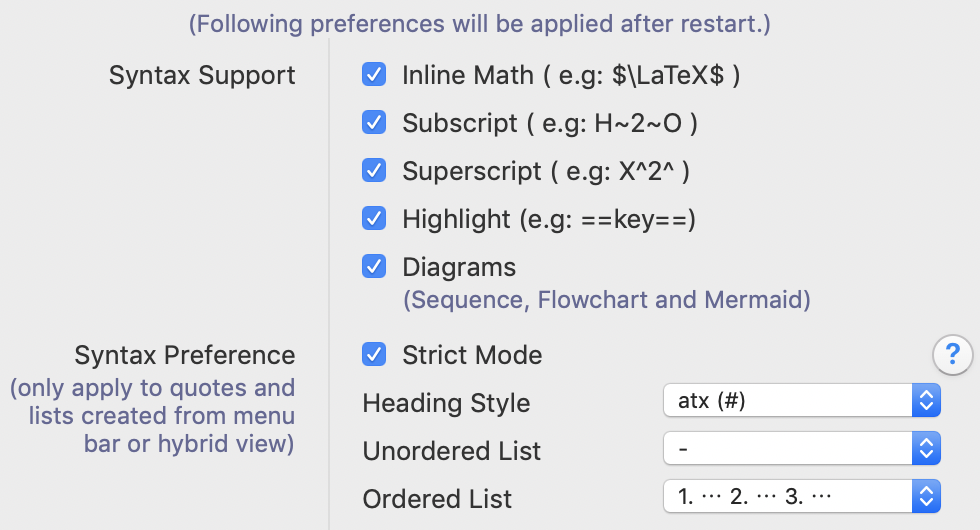 (Following preferences will be applied after restart.)
Syntax Support
Inline Math ( e.g: $\LaTeX$ )
Subscript ( e.g: H~2~O )
Superscript ( e.g: X^2^ )
Highlight (e.g: ==key==)
Diagrams
(Sequence, Flowchart and Mermaid)
Syntax Preference
(only apply to quotes and
lists created from menu
bar or hybrid view)
Strict Mode
?
Heading Style
atx (#)
Unordered List
-
Ordered List
1. ··· 2. ··· 3. ···